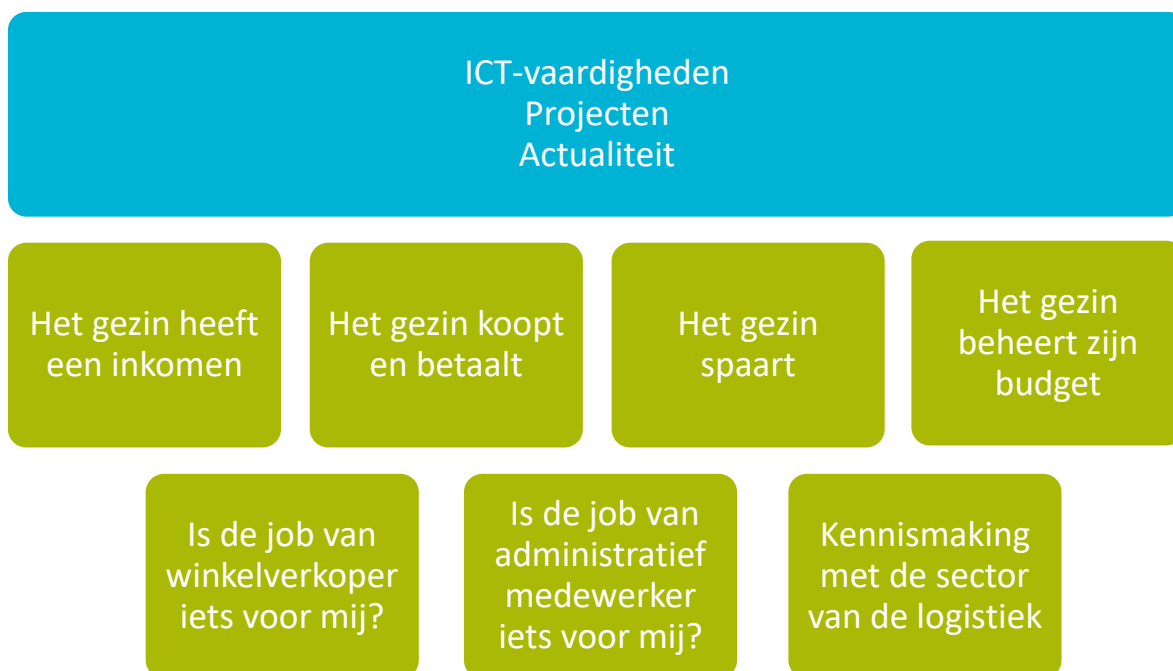 ICT-vaardigheden
Projecten
Actualiteit
Het gezin heeft
een inkomen
Het gezin koopt
en betaalt
Het gezin
spaart
Het gezin
beheert zijn
budget
Is de job van
winkelverkoper
iets voor mij?
Is de job van
administratief
medewerker
iets voor mij?
Kennismaking
met de sector
van de logistiek